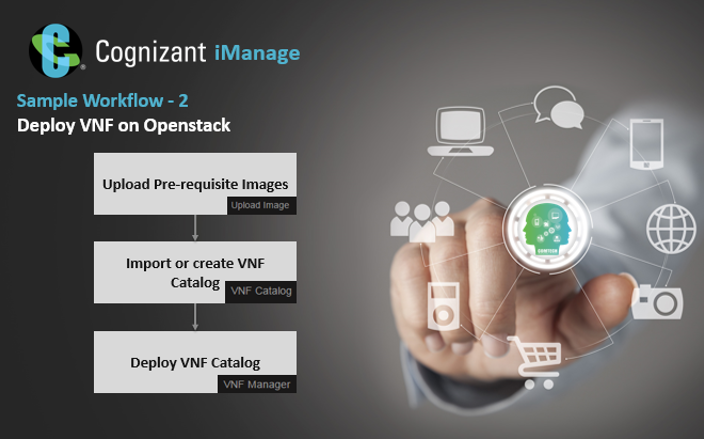 Cognizant iManage
®
Sample Workflow - 2
Deploy VNF on Openstack
Upload Pre-requisite Images
Upload Image
Import or create VNF
Catalog
VNF Catalog
Deploy VNF Catalog
VNF Manager